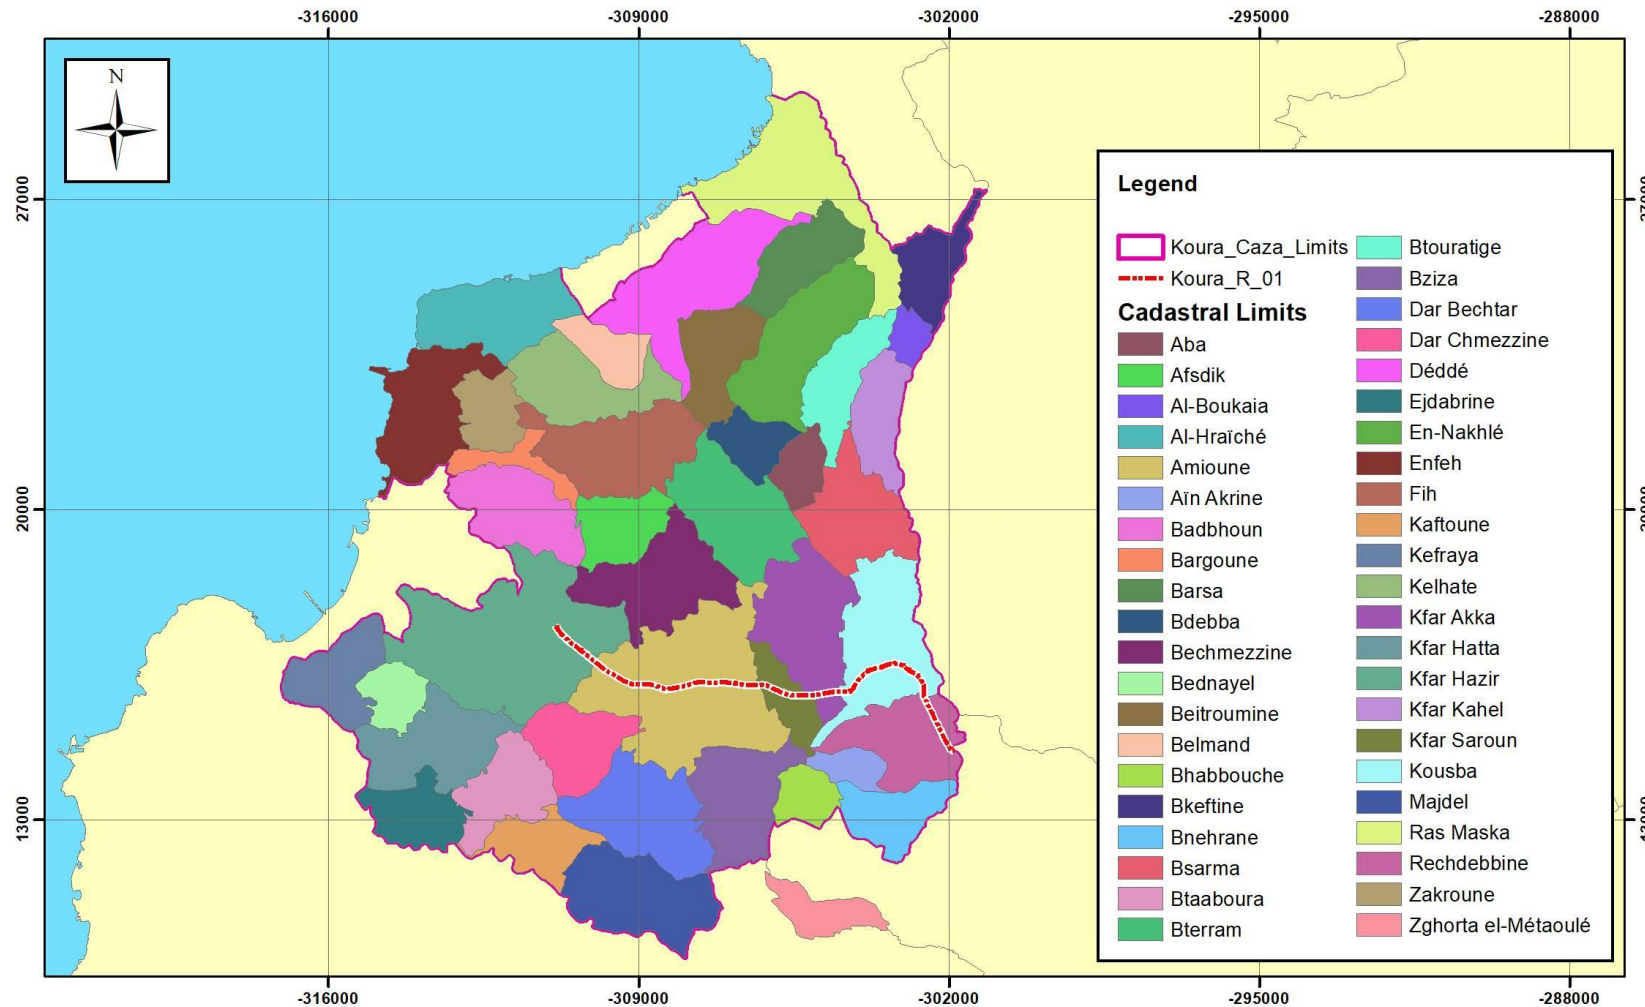 -316000 -309000 -302000 -295000 -288000
N
27000
20000
13000
Legend
Koura_Caza_Limits
Koura_R_01
Cadastral Limits
Aba
Afsdik
Al-Boukaia
Al-Hraïché
Amioune
Aïn Akrine
Badbhoun
Bargoune
Barsa
Bdebba
Bechmezzine
Bednayel
Beitroumine
Belmand
Bhabbouche
Bkeftine
Bnehrane
Bsarma
Btaaboura
Bterram
Btouratige
Bziza
Dar Bechtar
Dar Chmezzine
Déddé
Ejdabrine
En-Nakhlé
Enfeh
Fih
Kaftoune
Kefraya
Kelhate
Kfar Akka
Kfar Hatta
Kfar Hazir
Kfar Kahel
Kfar Saroun
Kousba
Majdel
Ras Maska
Rechdebbine
Zakroune
Zghorta el-Métaoulé
-316000 -309000 -302000 -295000 -288000